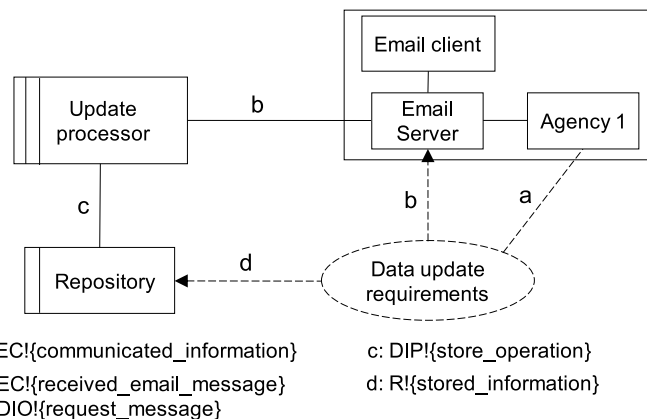 Email client
Update
processor
b
Email
Server
Agency 1
c
b
a
Repository
d
Data update
requirements
EC!{communicated_information}
c: DIP!{store_operation}
EC!{received_email_message}
d: R!{stored_information}
DIO!{request_message}